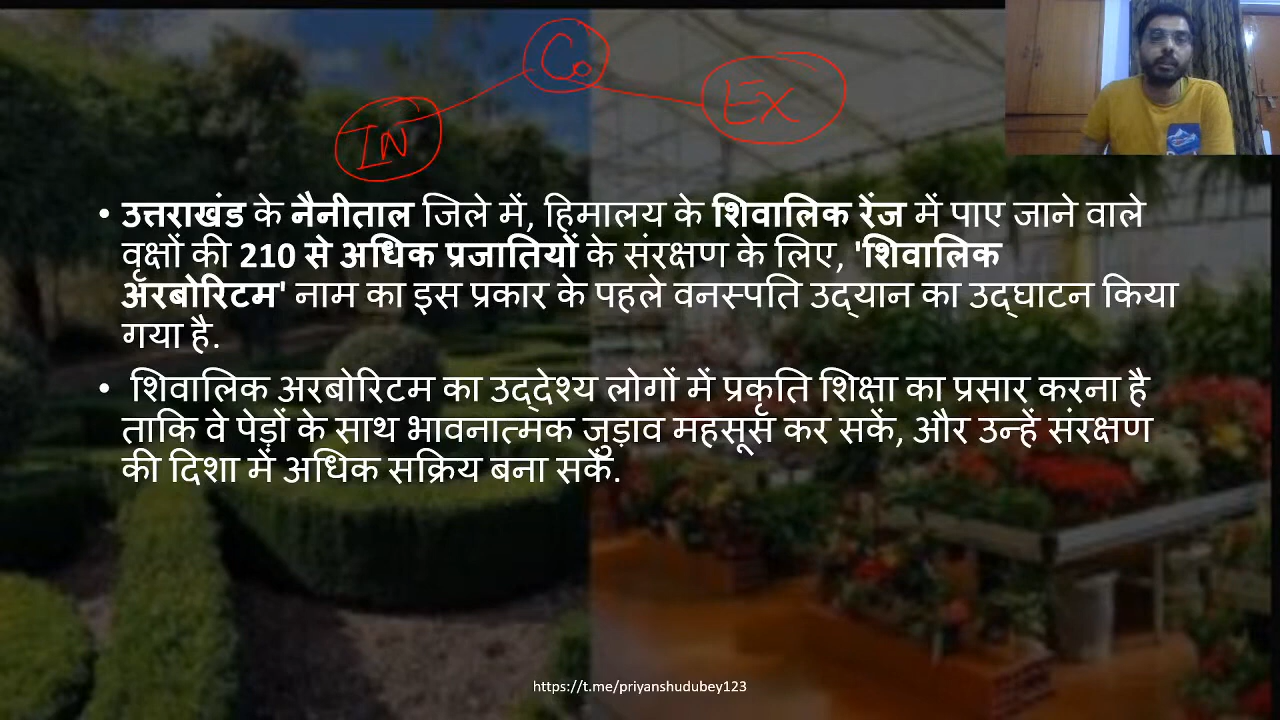 Co
IN
EX
• उत्तराखंड के नैनीताल जिले में, हिमालय के शिवालिक रेंज में पाए जाने वाले
वृक्षों की 210 से अधिक प्रजातियों के संरक्षण के लिए, 'शिवालिक
अरबोरिटम' नाम का इस प्रकार के पहले वनस्पति उद्यान का उद्घाटन किया
गया है.
• शिवालिक अरबोरिटम का उद्देश्य लोगों में प्रकृति शिक्षा का प्रसार करना है
ताकि वे पेड़ों के साथ भावनात्मक जुड़ाव महसूस कर सकें, और उन्हें संरक्षण
की दिशा में अधिक सक्रिय बना सकें.
https://t.me/priyanshudubey123